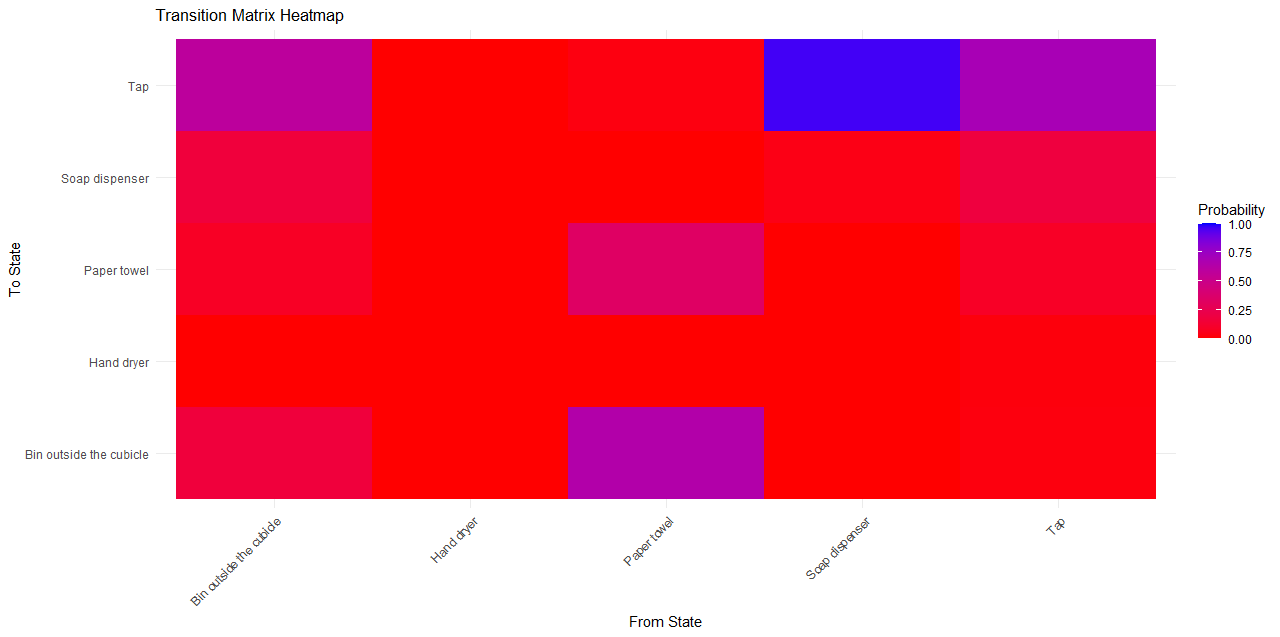 Transition Matrix Heatmap
Tap
Soap dispenser
Paper towel
Hand dryer
Bin outside the cubicle
To State
Bin outside the cubicle
Hand dryer
Paper towel
Soap dispenser
Tap
From State
Probability
1.00
0.75
0.50
0.25
0.00